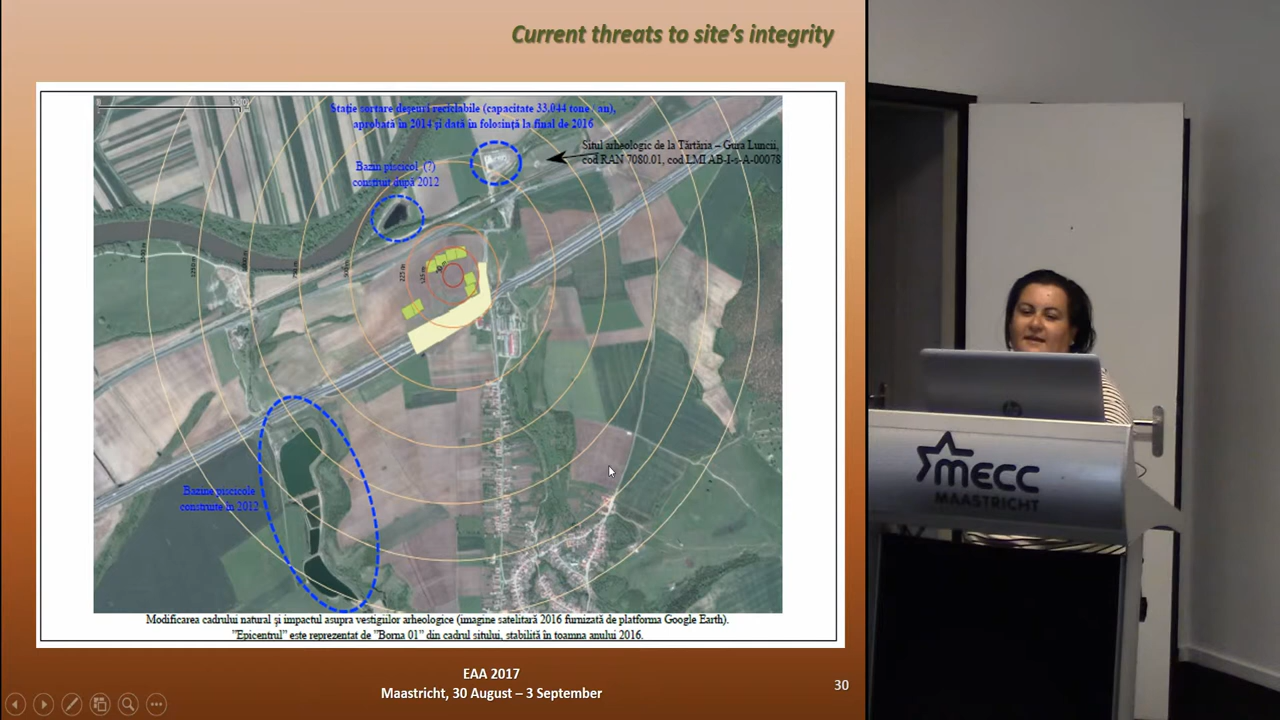 Current threats to site's integrity
Stație sortare deșeuri reciclabile (capacitate 33,044 tone / an),
aprobată în 2014 și dată în folosință la final de 2016
Situl arheologic de la Tărtăria – Gura Luncii,
cod RAN 7080.01, cod LMI AB-I-s-A-00078
Bazin piscicol (?)
construit după 2012
225 m
125 m
Bazine piscicole
construite în 2012
Modificarea cadrului natural și impactul asupra vestigiilor arheologice (imagine satelitară 2016 furnizată de platforma Google Earth).
"Epicentrul" este reprezentat de "Borna 01" din cadrul sitului, stabilită în toamna anului 2016.
EAA 2017
Maastricht, 30 August – 3 September
30
MECC
MAASTRICHT